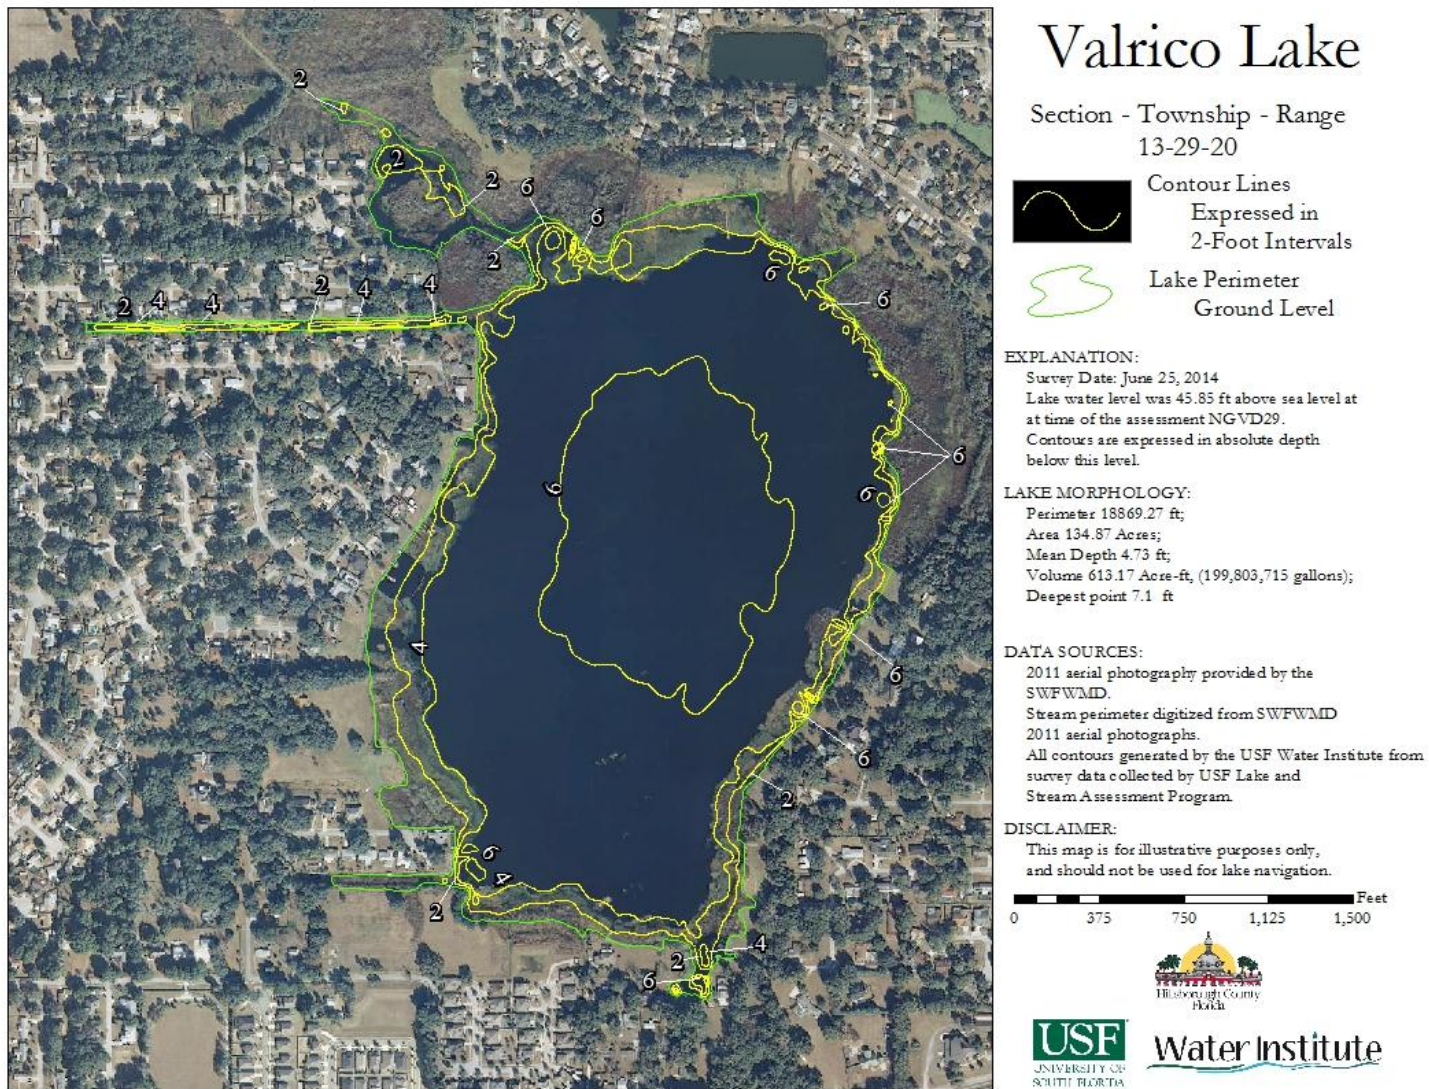 Valrico Lake
Section - Township - Range
13-29-20
Contour Lines
Expressed in
2-Foot Intervals
Lake Perimeter
Ground Level
EXPLANATION:
Survey Date: June 25, 2014
Lake water level was 45.85 ft above sea level at
at time of the assessment NGVD29.
Contours are expressed in absolute depth
below this level.
LAKE MORPHOLOGY:
Perimeter 18869.27 ft;
Area 134.87 Acres;
Mean Depth 4.73 ft;
Volume 613.17 Acre-ft, (199,803,715 gallons);
Deepest point 7.1 ft
DATA SOURCES:
2011 aerial photography provided by the
SWFWMD.
Stream perimeter digitized from SWFWMD
2011 aerial photographs.
All contours generated by the USF Water Institute from
survey data collected by USF Lake and
Stream Assessment Program.
DISCLAIMER:
This map is for illustrative purposes only,
and should not be used for lake navigation.
Feet
0 375 750 1,125 1,500
Hillsborough County
Florida
USF
UNIVERSITY OF
SOUTH FLORIDA
Water Institute
2
2
2
6
6
2
6
6
2 4 4 2 4 4
6
6
6
4
6
6
2
6
4
2
4
2
6